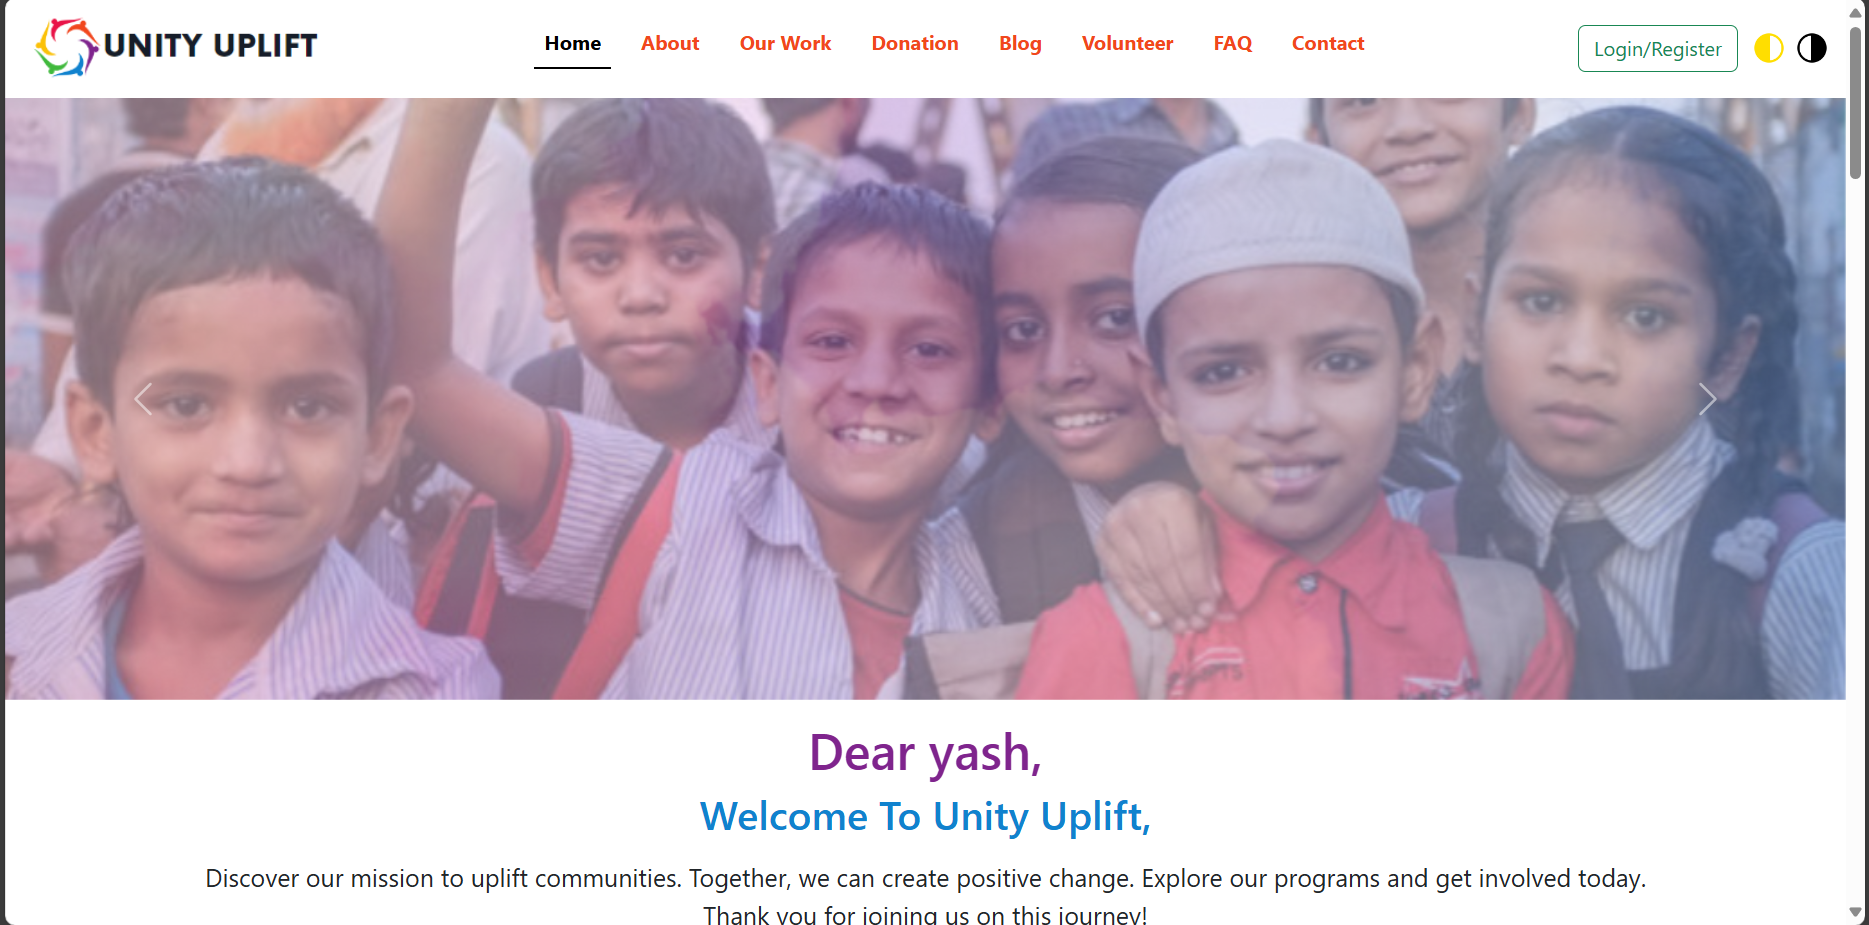 UNITY UPLIFT
Home About Our Work Donation Blog Volunteer FAQ Contact
Login/Register
Dear yash,
Welcome To Unity Uplift,
Discover our mission to uplift communities. Together, we can create positive change. Explore our programs and get involved today.
Thank you for joining us on this journey!